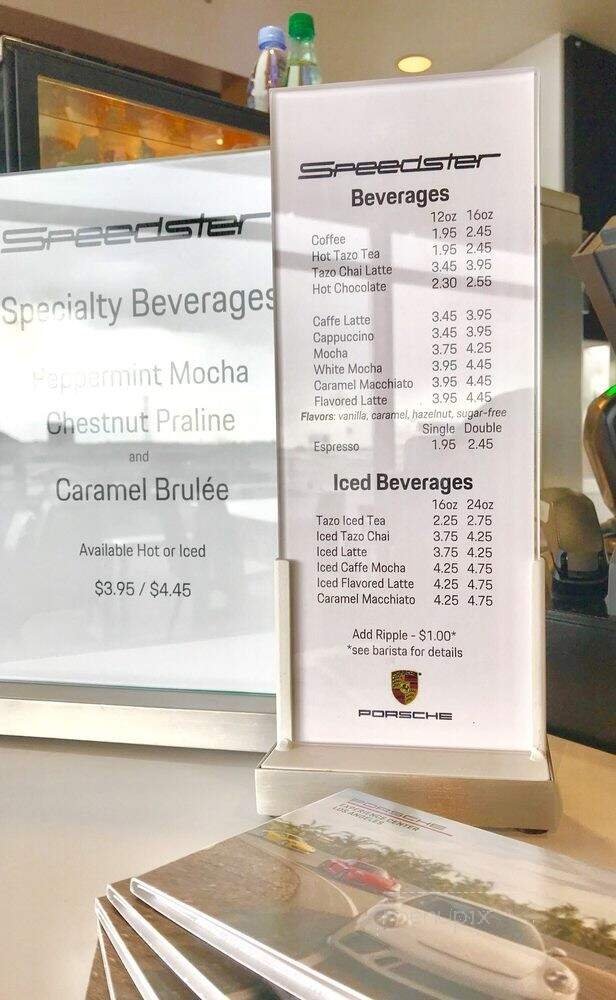 Speedster
Specialty Beverages
Peppermint Mocha
Chestnut Praline
and
Caramel Brulée
Available Hot or Iced
$3.95 / $4.45
Speedster
Beverages
12oz 16oz
Coffee 1.95 2.45
Hot Tazo Tea 1.95 2.45
Tazo Chai Latte 3.45 3.95
Hot Chocolate 2.30 2.55
Caffe Latte 3.45 3.95
Cappuccino 3.45 3.95
Mocha 3.75 4.25
White Mocha 3.95 4.45
Caramel Macchiato 3.95 4.45
Flavored Latte 3.95 4.45
Flavors: vanilla, caramel, hazelnut, sugar-free
Single Double
Espresso 1.95 2.45
Iced Beverages
16oz 24oz
Tazo Iced Tea 2.25 2.75
Iced Tazo Chai 3.75 4.25
Iced Latte 3.75 4.25
Iced Caffe Mocha 4.25 4.75
Iced Flavored Latte 4.25 4.75
Caramel Macchiato 4.25 4.75
Add Ripple - $1.00*
*see barista for details
PORSCHE
PORSCHE
EXPERIENCE CENTER
LOS ANGELES